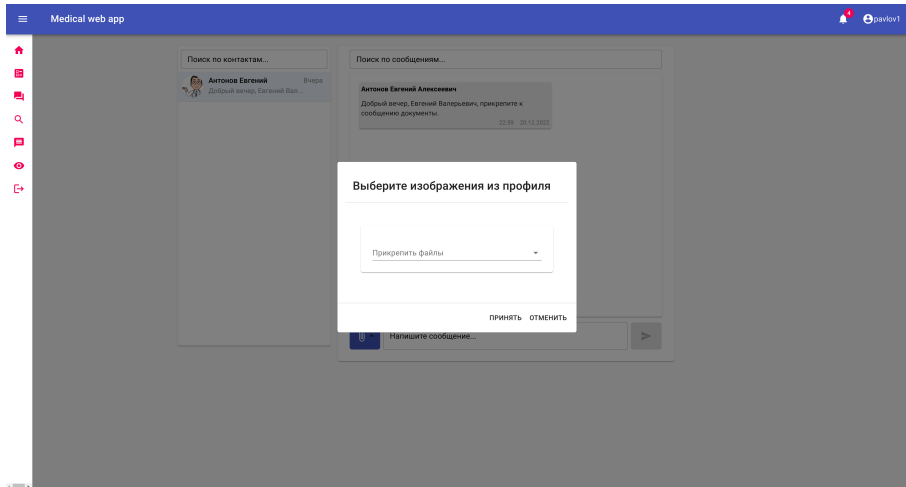 Medical web app
4
pavlov1
Поиск по контактам...
Антонов Евгений
Вчера
Добрый вечер, Евгений Вал...
Поиск по сообщениям...
Антонов Евгений Алексеевич
Добрый вечер, Евгений Валерьевич, прикрепите к
сообщению документы.
22:59 20.12.2022
Выберите изображения из профиля
Прикрепить файлы
ПРИНЯТЬ ОТМЕНИТЬ
Напишите сообщение...